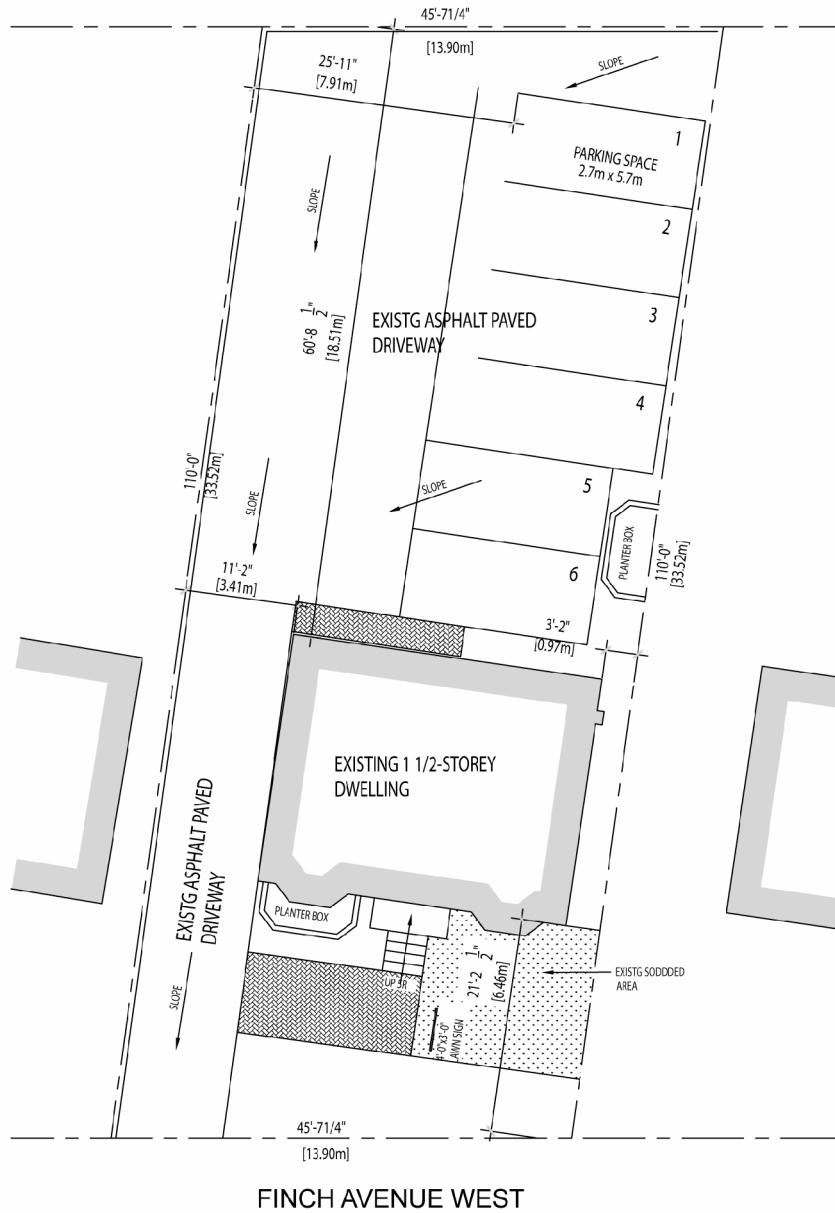 45'-71/4"
[13.90m]
25'-11"
[7.91m]
SLOPE
1
PARKING SPACE
2.7m x 5.7m
SLOPE
2
3
60'-8 1/2"
[18.51m]
EXISTG ASPHALT PAVED
DRIVEWAY
4
110'-0"
[33.52m]
SLOPE
SLOPE
5
PLANTER BOX
110'-0"
[33.52m]
11'-2"
[3.41m]
6
3'-2"
[0.97m]
EXISTING 1 1/2-STOREY
DWELLING
EXISTG ASPHALT PAVED
DRIVEWAY
PLANTER BOX
21'-2 1/2"
[6.46m]
EXISTG SODDDED
AREA
UP 5R
SLOPE
4'-0"x3'-0"
LAWN SIGN
45'-71/4"
[13.90m]
FINCH AVENUE WEST